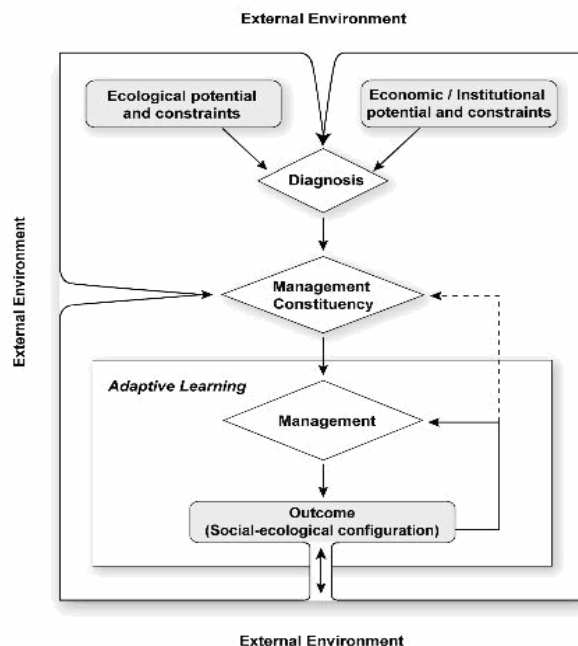 External Environment
Ecological potential
and constraints
Economic / Institutional
potential and constraints
Diagnosis
External Environment
Management
Constituency
Adaptive Learning
Management
Outcome
(Social-ecological configuration)
External Environment